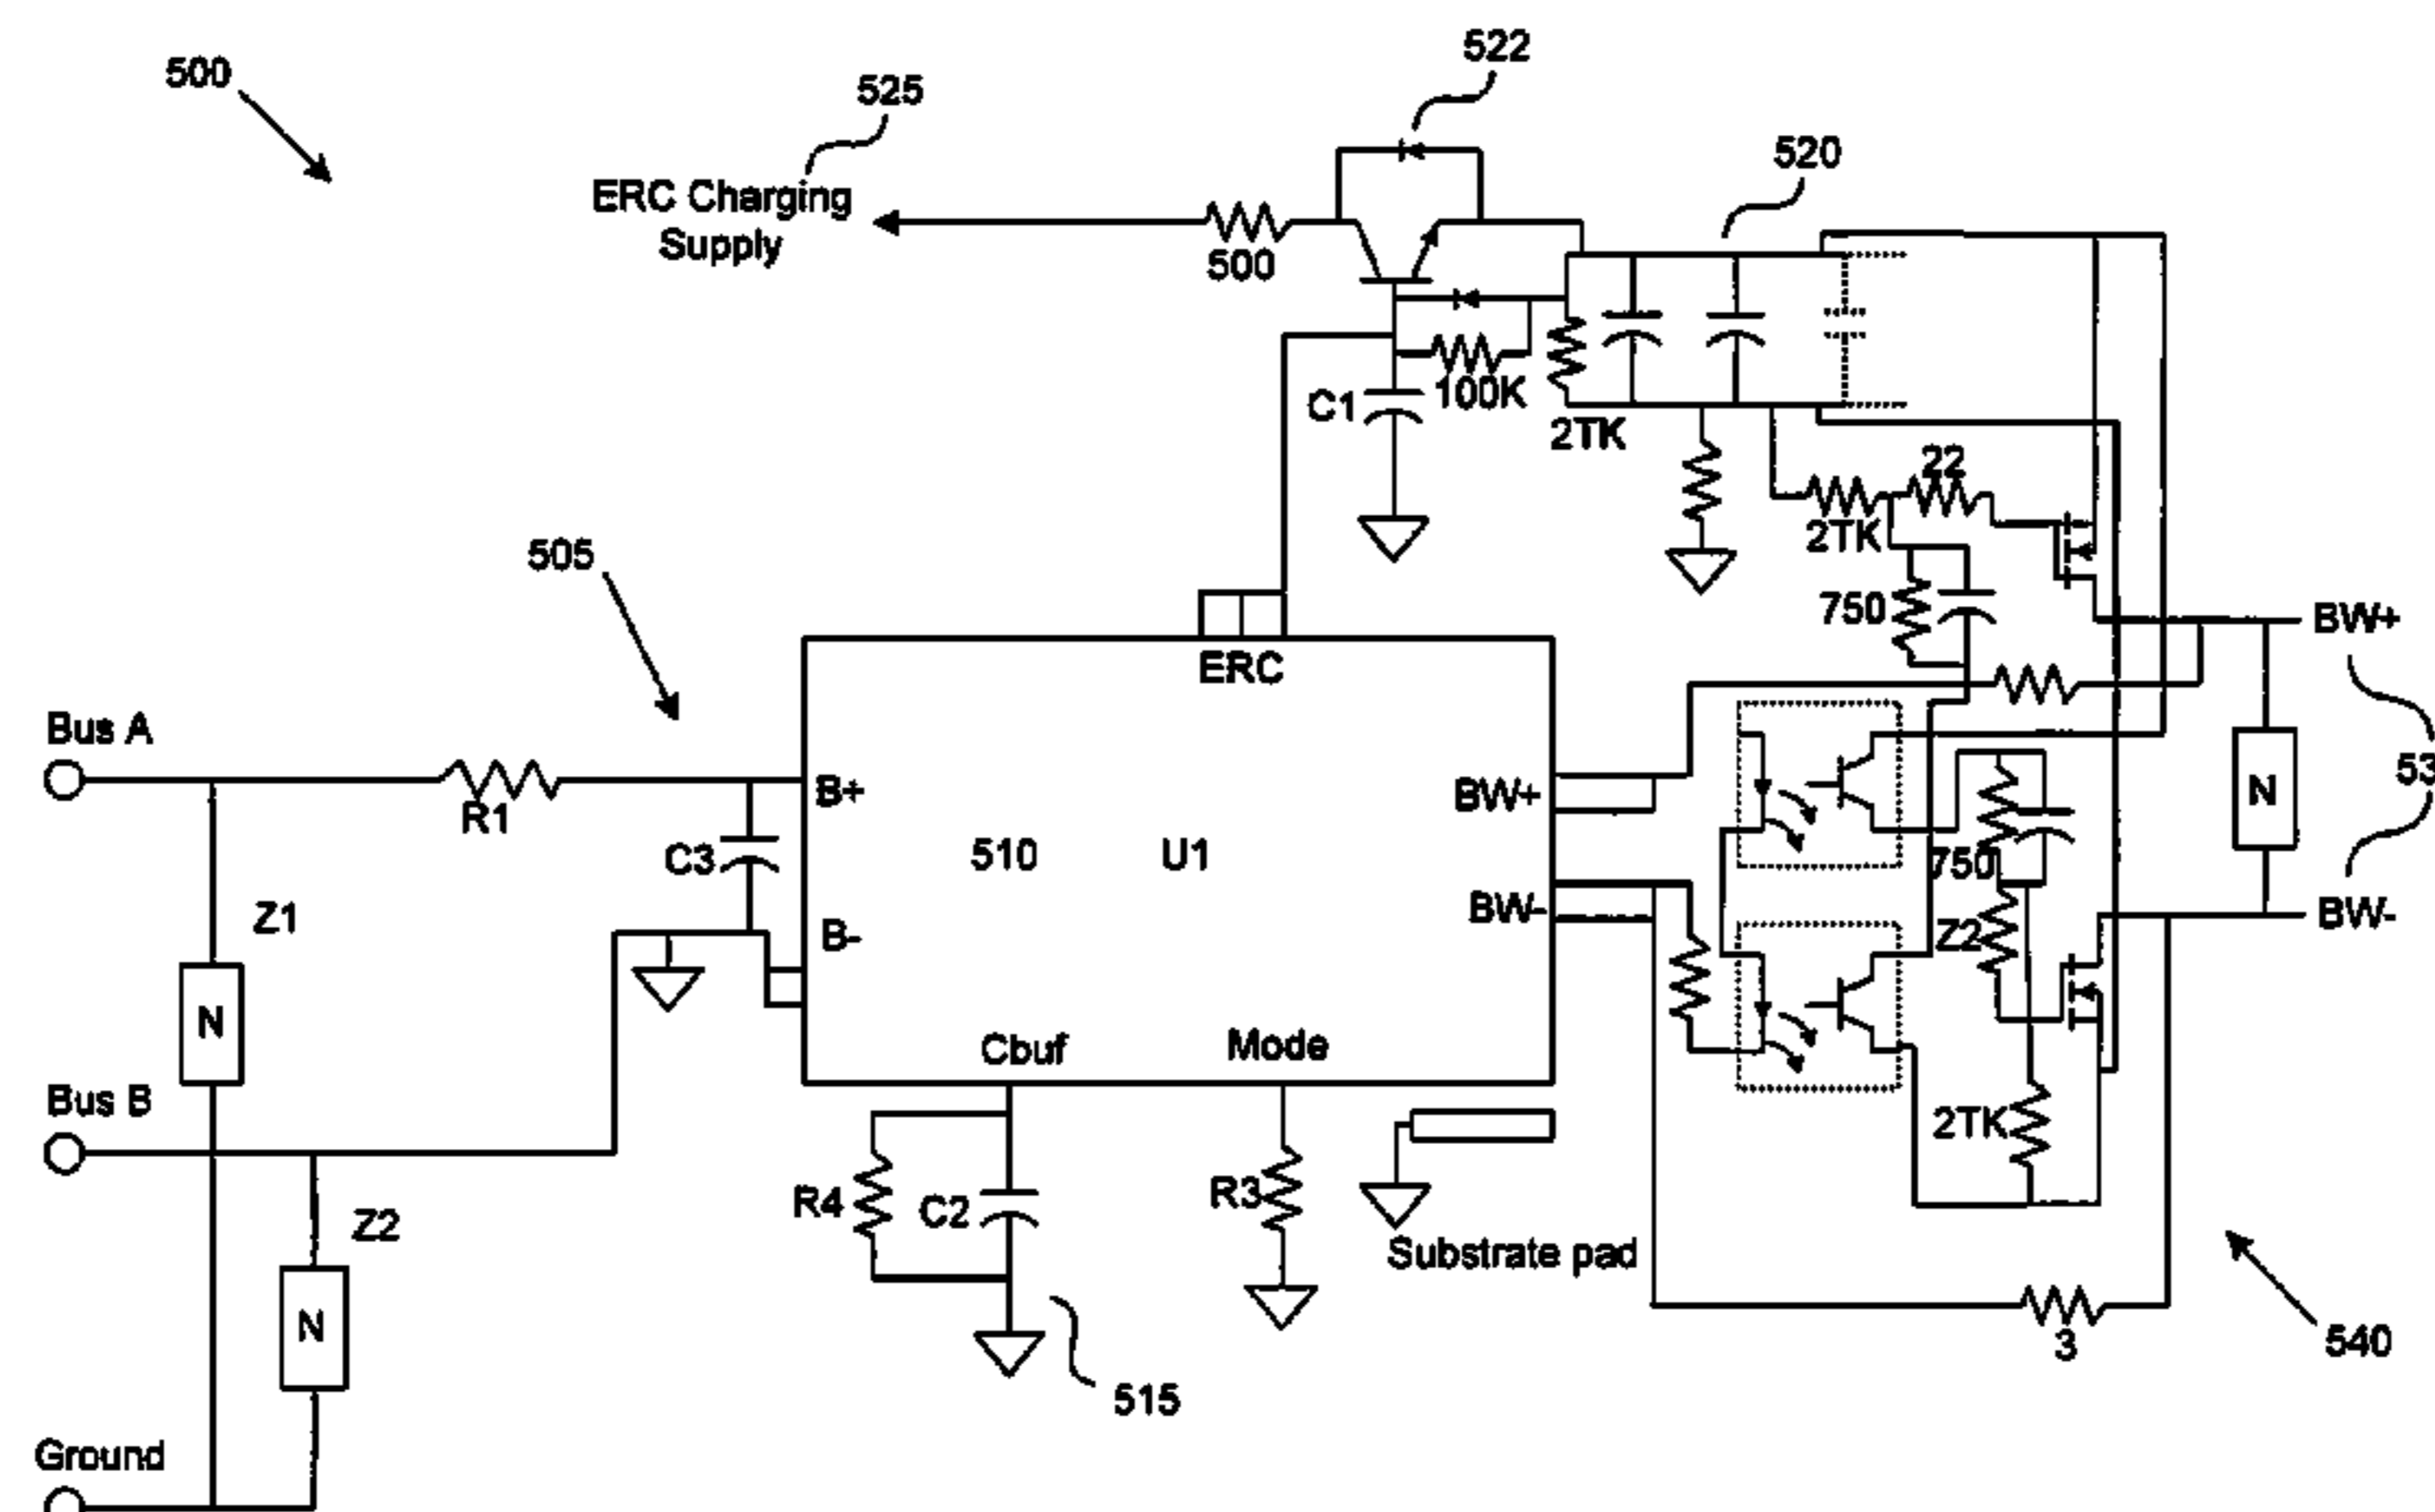 500
525
522
520
ERC Charging
Supply
500
C1
100K
2TK
22
2TK
505
750
BW+
ERC
Bus A
R1
B+
BW+
53
N
C3
510
U1
750
Z1
B-
BW-
Z2
BW-
N
Cbuf
Mode
Bus B
2TK
R4
C2
R3
Z2
Substrate pad
N
3
540
515
Ground